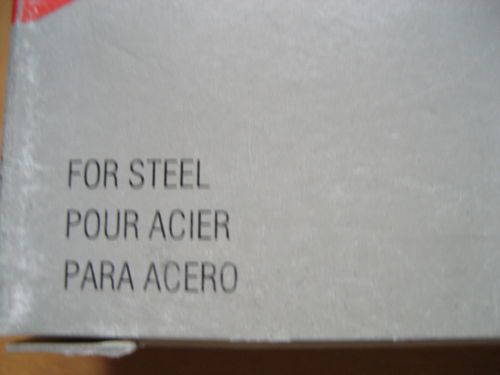 FOR STEEL
POUR ACIER
PARA ACERO